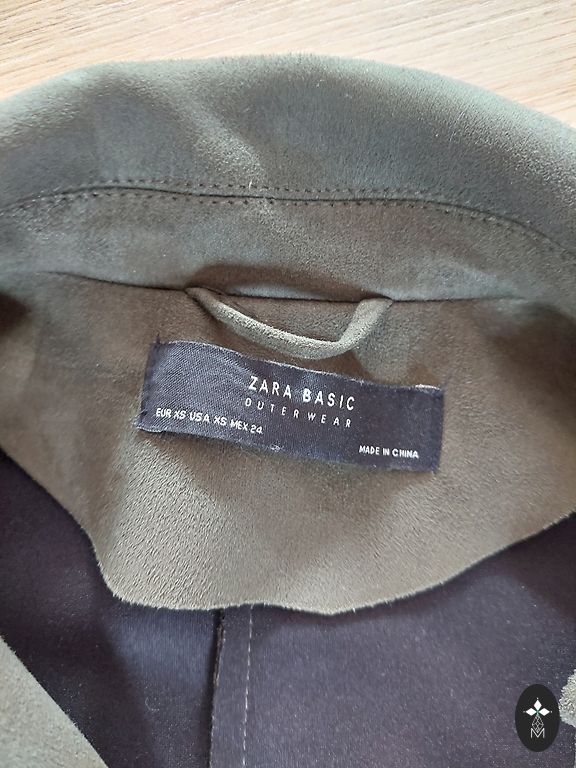 ZARA BASIC
OUTERWEAR
EUR XS USA XS MEX 24
MADE IN CHINA
M